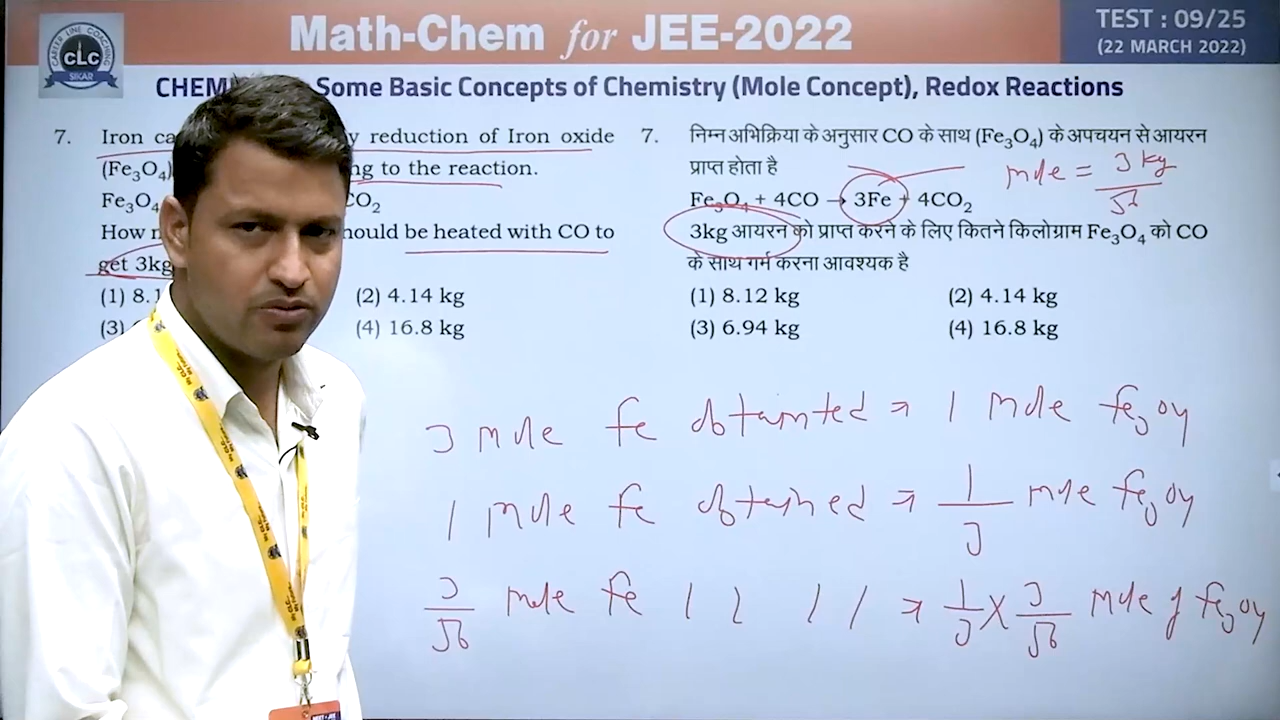 Math-Chem for JEE-2022
TEST : 09/25
(22 MARCH 2022)
CAREER LINE COACHING
CLC
SIKAR
Some Basic Concepts of Chemistry (Mole Concept), Redox Reactions
7. Iron reduction of Iron oxide
(Fe₃O₄) to the reaction.
Fe₃O₄ CO₂
be heated with CO to
get 3kg
(1) 8.1 (2) 4.14 kg
(3) (4) 16.8 kg
7. निम्न अभिक्रिया के अनुसार CO के साथ (Fe₃O₄) के अपचयन से आयरन
प्राप्त होता है
Fe₃O₄ + 4CO → 3Fe + 4CO₂
3kg आयरन को प्राप्त करने के लिए कितने किलोग्राम Fe₃O₄ को CO
के साथ गर्म करना आवश्यक है
(1) 8.12 kg (2) 4.14 kg
(3) 6.94 kg (4) 16.8 kg
mole = 3 kg / 56
3 mole Fe obtainted ⇒ 1 mole Fe₃O₄
1 mole Fe obtained ⇒ 1/3 mole Fe₃O₄
3/56 mole Fe 11 11 ⇒ 1/3 X 3/56 mole of Fe₃O₄